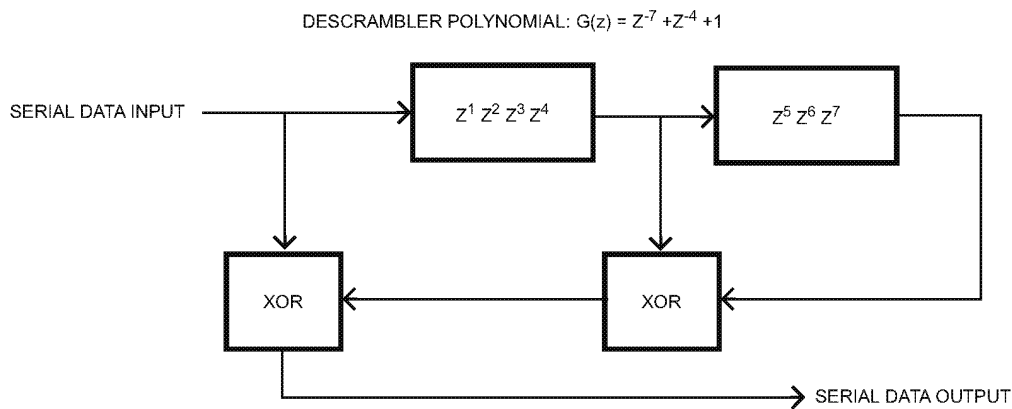 DESCRAMBLER POLYNOMIAL: G(z) = Z⁻⁷ +Z⁻⁴ +1
SERIAL DATA INPUT
Z¹ Z² Z³ Z⁴
Z⁵ Z⁶ Z⁷
XOR
XOR
SERIAL DATA OUTPUT